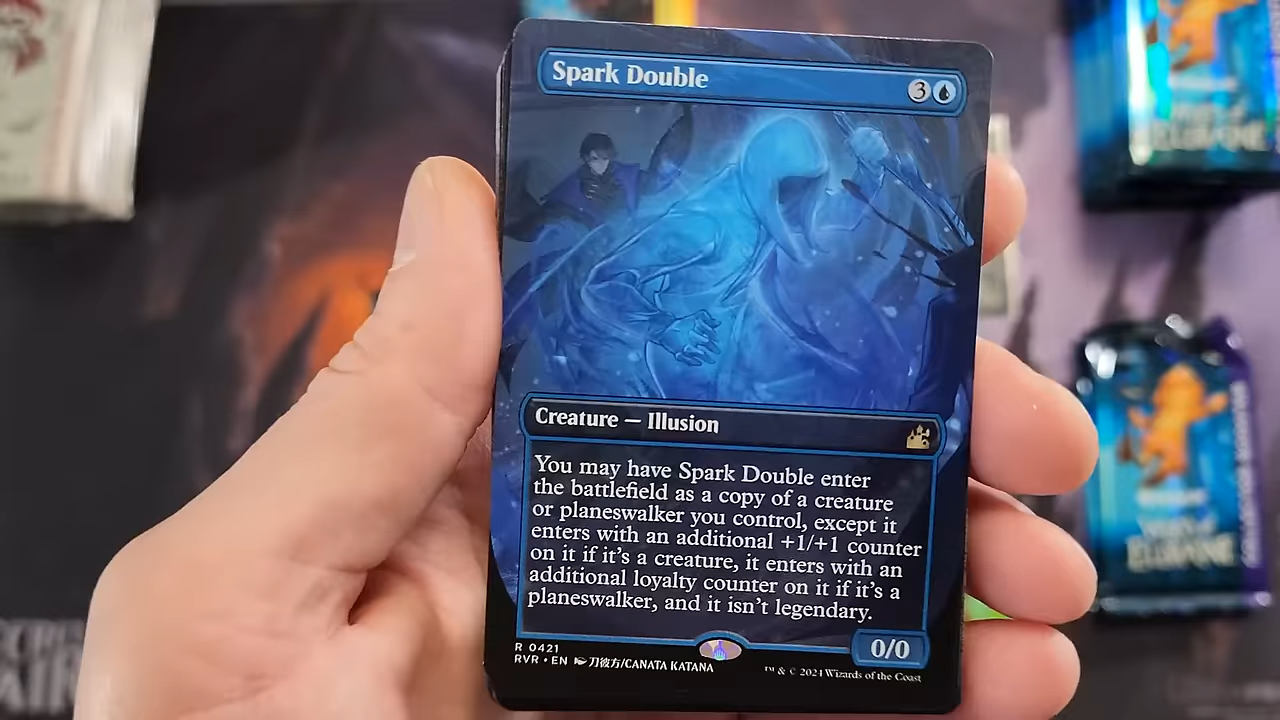 Spark Double 3
Creature — Illusion
You may have Spark Double enter
the battlefield as a copy of a creature
or planeswalker you control, except it
enters with an additional +1/+1 counter
on it if it's a creature, it enters with an
additional loyalty counter on it if it's a
planeswalker, and it isn't legendary.
0/0
R 0421
RVR • EN 刀彼方/CANATA KATANA
™ & © 2024 Wizards of the Coast